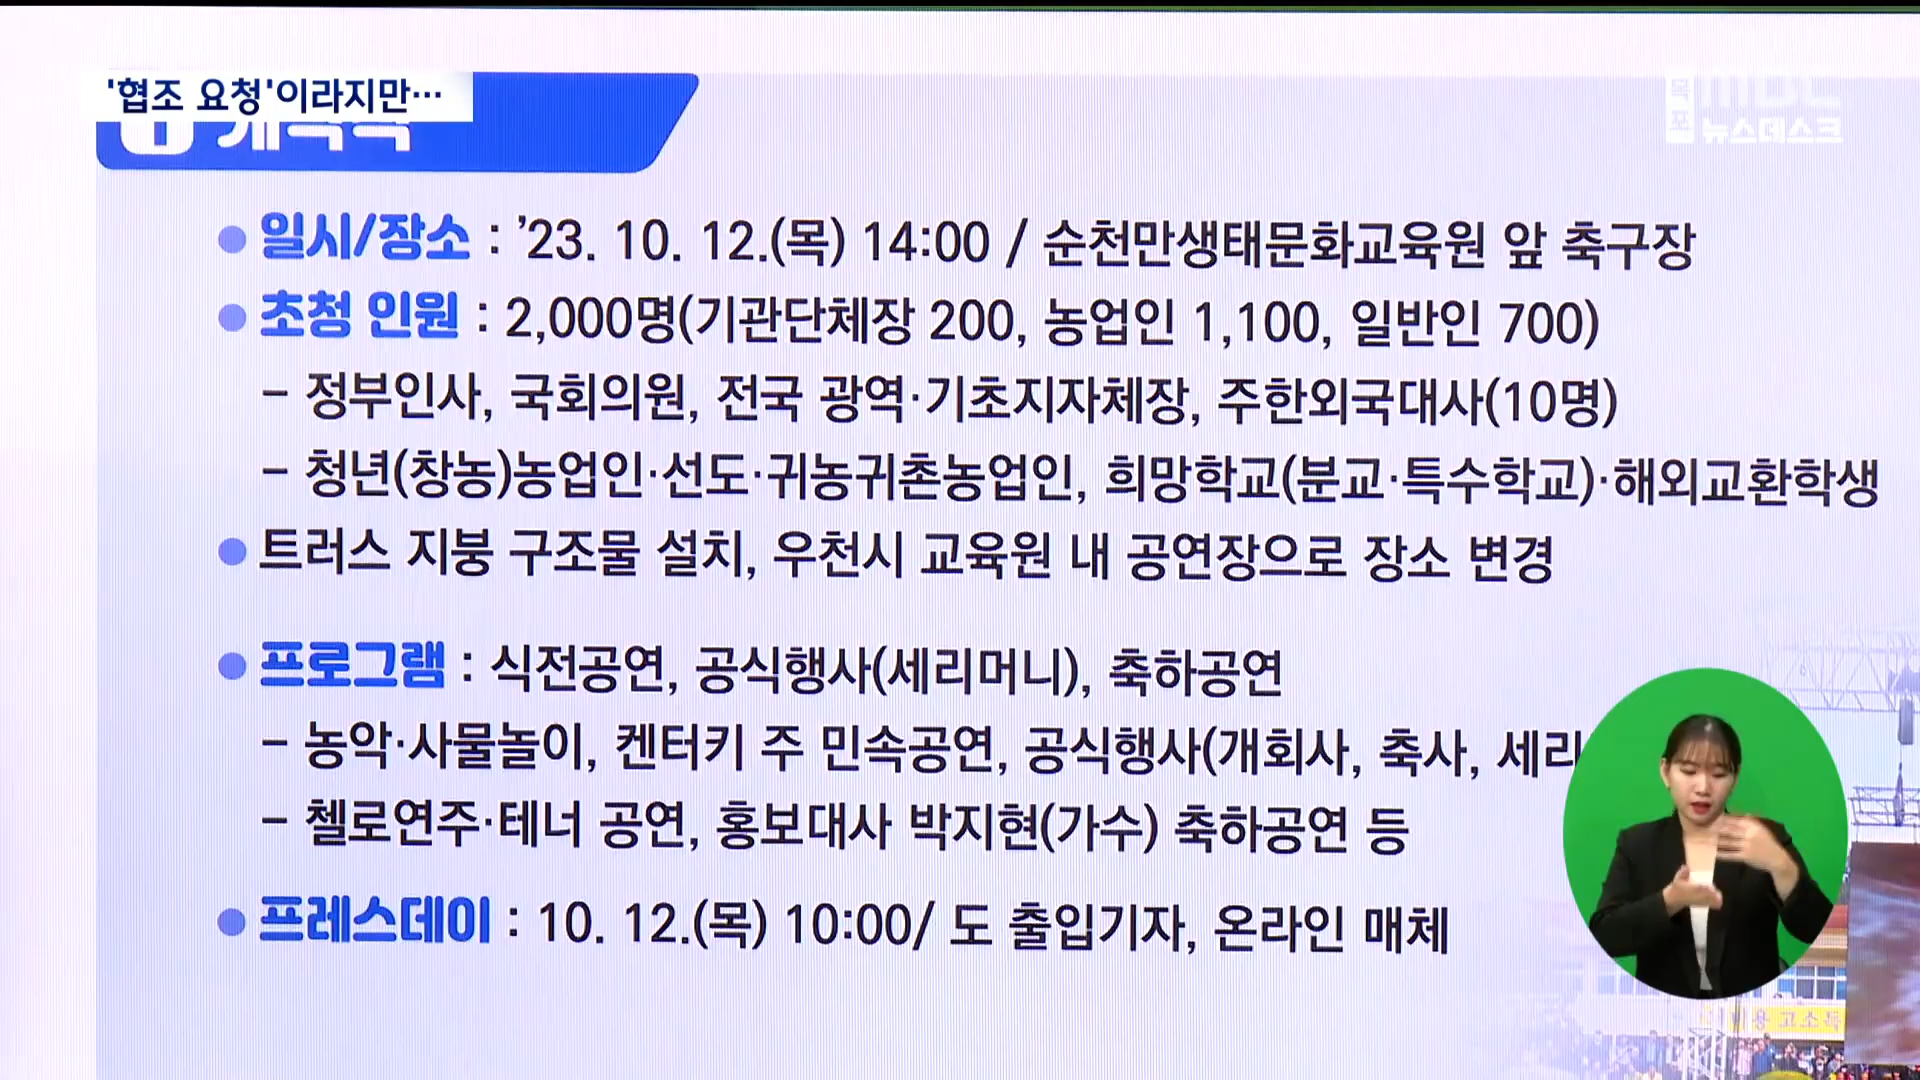 '협조 요청'이라지만…
목포 MBC
뉴스데스크
일시/장소 : ’23. 10. 12.(목) 14:00 / 순천만생태문화교육원 앞 축구장
초청 인원 : 2,000명(기관단체장 200, 농업인 1,100, 일반인 700)
- 정부인사, 국회의원, 전국 광역·기초지자체장, 주한외국대사(10명)
- 청년(창농)농업인·선도·귀농귀촌농업인, 희망학교(분교·특수학교)·해외교환학생
트러스 지붕 구조물 설치, 우천시 교육원 내 공연장으로 장소 변경
프로그램 : 식전공연, 공식행사(세리머니), 축하공연
- 농악·사물놀이, 켄터키 주 민속공연, 공식행사(개회사, 축사, 세리
- 첼로연주·테너 공연, 홍보대사 박지현(가수) 축하공연 등
프레스데이 : 10. 12.(목) 10:00/ 도 출입기자, 온라인 매체
고소득